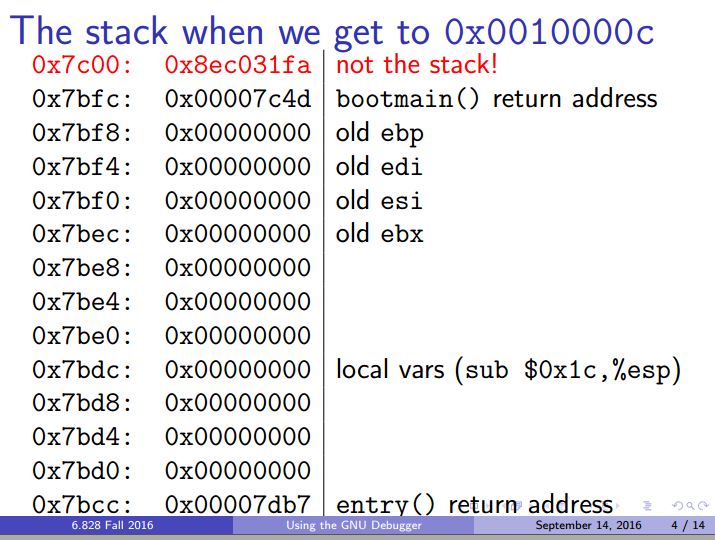 The stack when we get to 0x0010000c
0x7c00: 0x8ec031fa not the stack!
0x7bfc: 0x00007c4d bootmain() return address
0x7bf8: 0x00000000 old ebp
0x7bf4: 0x00000000 old edi
0x7bf0: 0x00000000 old esi
0x7bec: 0x00000000 old ebx
0x7be8: 0x00000000
0x7be4: 0x00000000
0x7be0: 0x00000000
0x7bdc: 0x00000000 local vars (sub $0x1c,%esp)
0x7bd8: 0x00000000
0x7bd4: 0x00000000
0x7bd0: 0x00000000
0x7bcc: 0x00007db7 entry() return address
6.828 Fall 2016 Using the GNU Debugger September 14, 2016 4 / 14